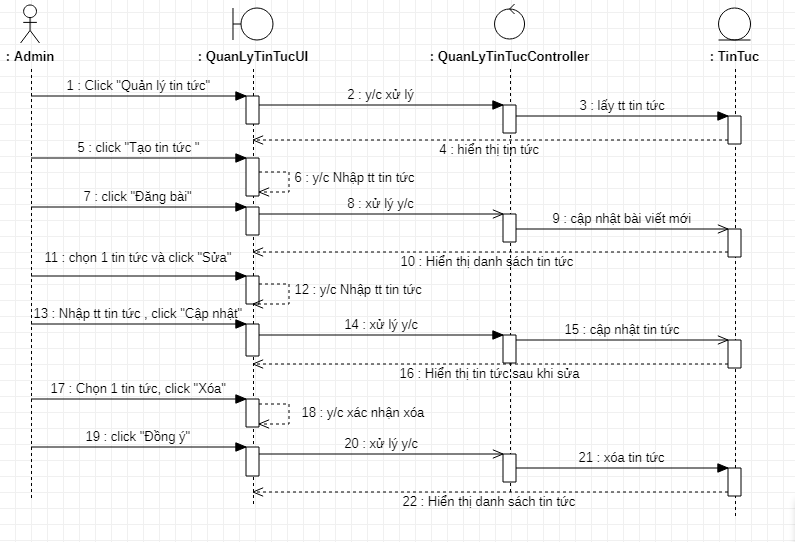 : Admin
: QuanLyTinTucUI
: QuanLyTinTucController
: TinTuc
1 : Click "Quản lý tin tức"
2 : y/c xử lý
3 : lấy tt tin tức
4 : hiển thị tin tức
5 : click "Tạo tin tức "
6 : y/c Nhập tt tin tức
7 : click "Đăng bài"
8 : xử lý y/c
9 : cập nhật bài viết mới
10 : Hiển thị danh sách tin tức
11 : chọn 1 tin tức và click "Sửa"
12 : y/c Nhập tt tin tức
13 : Nhập tt tin tức , click "Cập nhật"
14 : xử lý y/c
15 : cập nhật tin tức
16 : Hiển thị tin tức sau khi sửa
17 : Chọn 1 tin tức, click "Xóa"
18 : y/c xác nhận xóa
19 : click "Đồng ý"
20 : xử lý y/c
21 : xóa tin tức
22 : Hiển thị danh sách tin tức